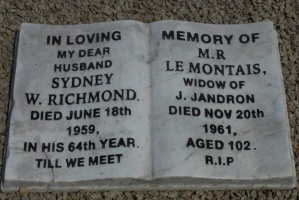 IN LOVING
MY DEAR
HUSBAND
SYDNEY
W. RICHMOND.
DIED JUNE 18th
1959,
IN HIS 64th YEAR.
TILL WE MEET
MEMORY OF
M.R
LE MONTAIS,
WIDOW OF
J. JANDRON
DIED NOV 20th
1961,
AGED 102.
R.I.P